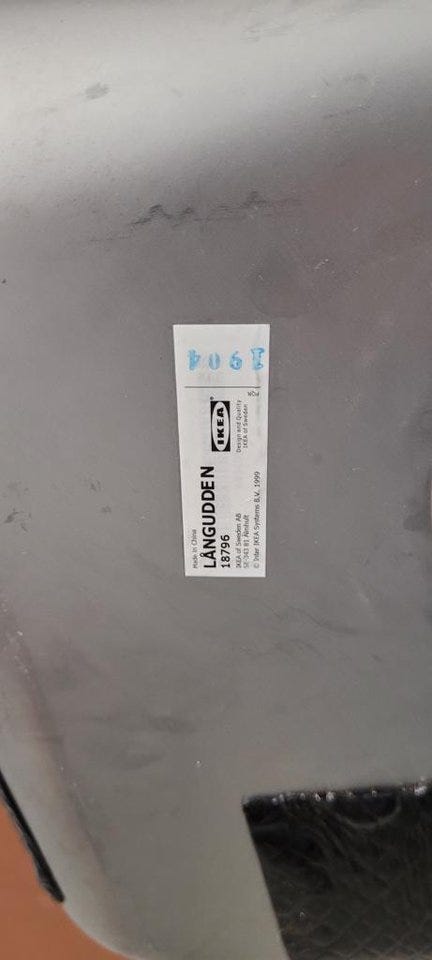 Made in China
LÅNGUDDEN
18796
IKEA of Sweden AB
SE-343 81 Älmhult
© Inter IKEA Systems B.V. 1999
IKEA®
Design and Quality
IKEA of Sweden
1904